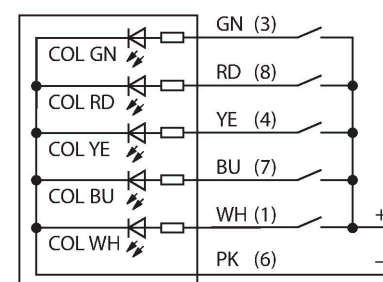 GN (3)
COL GN
RD (8)
COL RD
YE (4)
COL YE
BU (7)
COL BU
WH (1)
+
COL WH
PK (6)
–